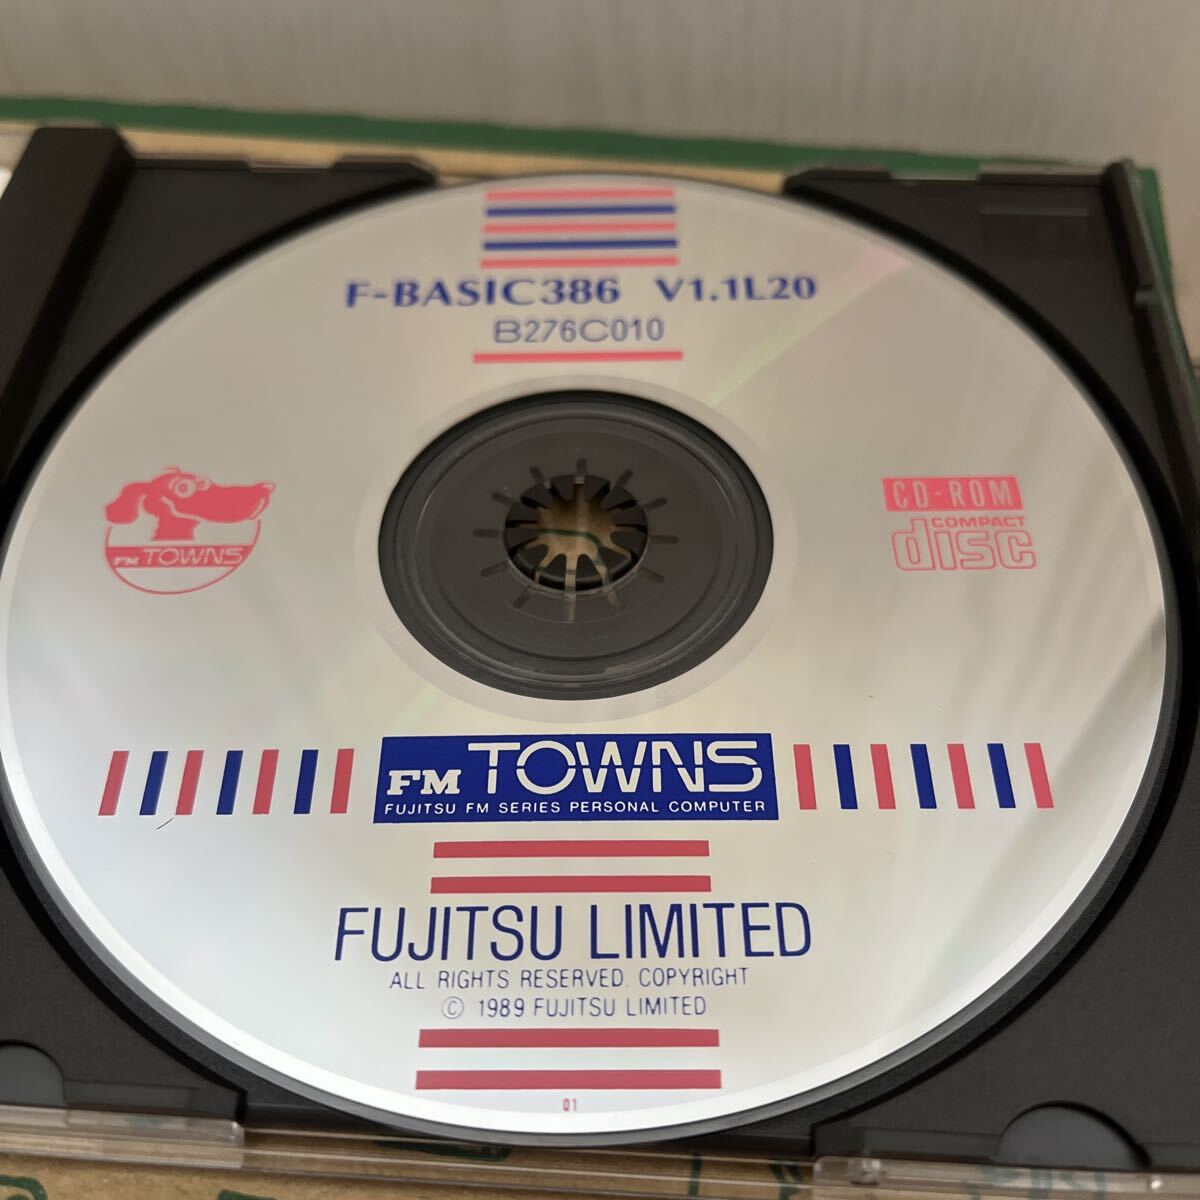 F-BASIC386 V1.1L20
B276C010
FM TOWNS
CD-ROM
COMPACT
disc
FM TOWNS
FUJITSU FM SERIES PERSONAL COMPUTER
FUJITSU LIMITED
ALL RIGHTS RESERVED. COPYRIGHT
© 1989 FUJITSU LIMITED
01